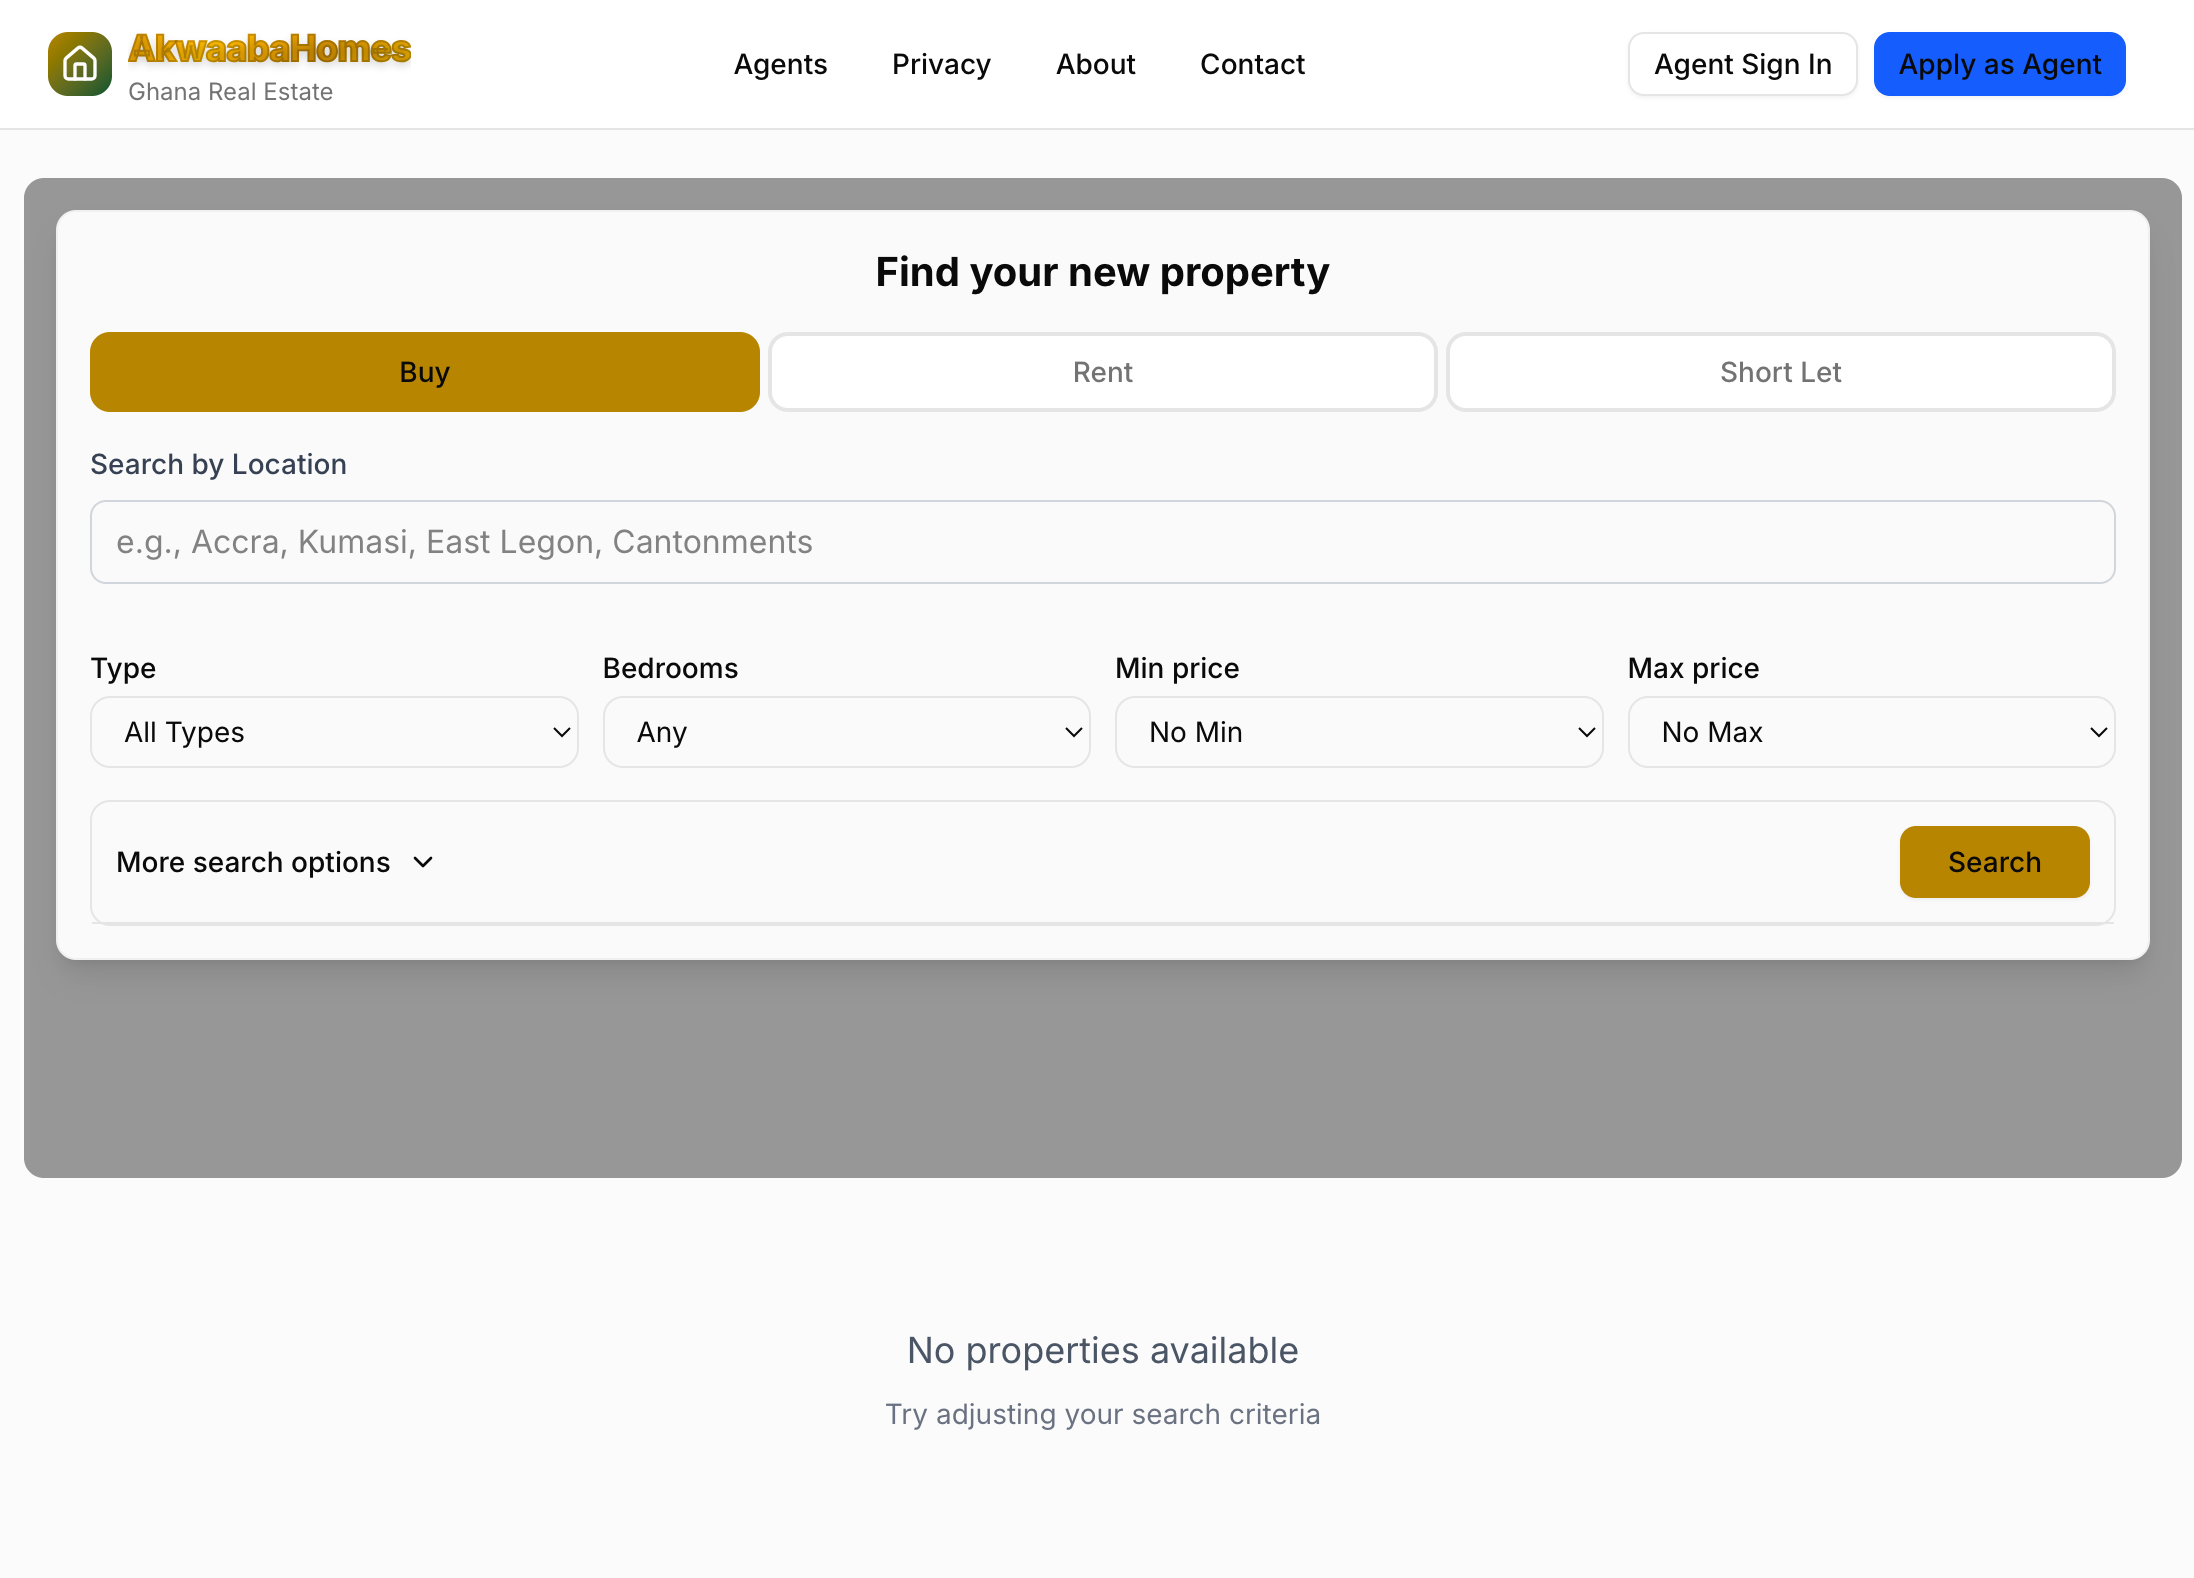 AkwaabaHomes
Ghana Real Estate
Agents
Privacy
About
Contact
Agent Sign In
Apply as Agent
Find your new property
Buy
Rent
Short Let
Search by Location
e.g., Accra, Kumasi, East Legon, Cantonments
Type
Bedrooms
Min price
Max price
All Types
Any
No Min
No Max
More search options
Search
No properties available
Try adjusting your search criteria